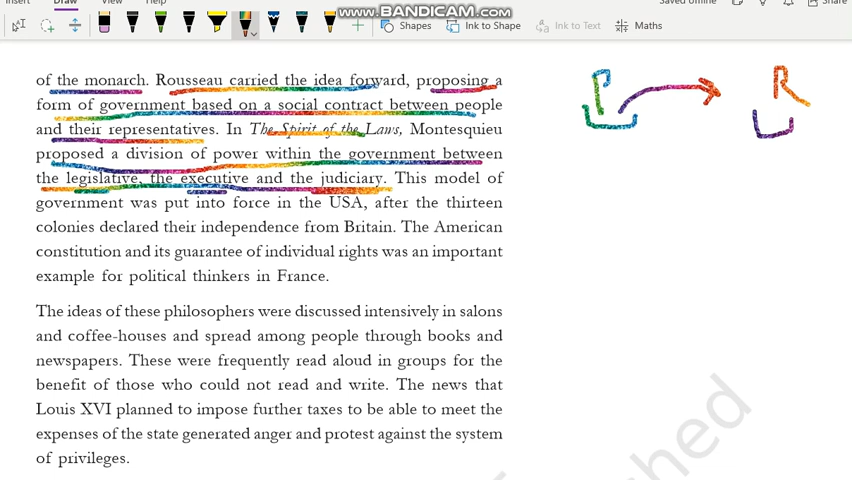 Insert Draw View Help Saved offline Share
www.BANDICAM.com
Shapes Ink to Shape Ink to Text Maths
of the monarch. Rousseau carried the idea forward, proposing a
form of government based on a social contract between people
and their representatives. In The Spirit of the Laws, Montesquieu
proposed a division of power within the government between
the legislative, the executive and the judiciary. This model of
government was put into force in the USA, after the thirteen
colonies declared their independence from Britain. The American
constitution and its guarantee of individual rights was an important
example for political thinkers in France.
P R
The ideas of these philosophers were discussed intensively in salons
and coffee-houses and spread among people through books and
newspapers. These were frequently read aloud in groups for the
benefit of those who could not read and write. The news that
Louis XVI planned to impose further taxes to be able to meet the
expenses of the state generated anger and protest against the system
of privileges.